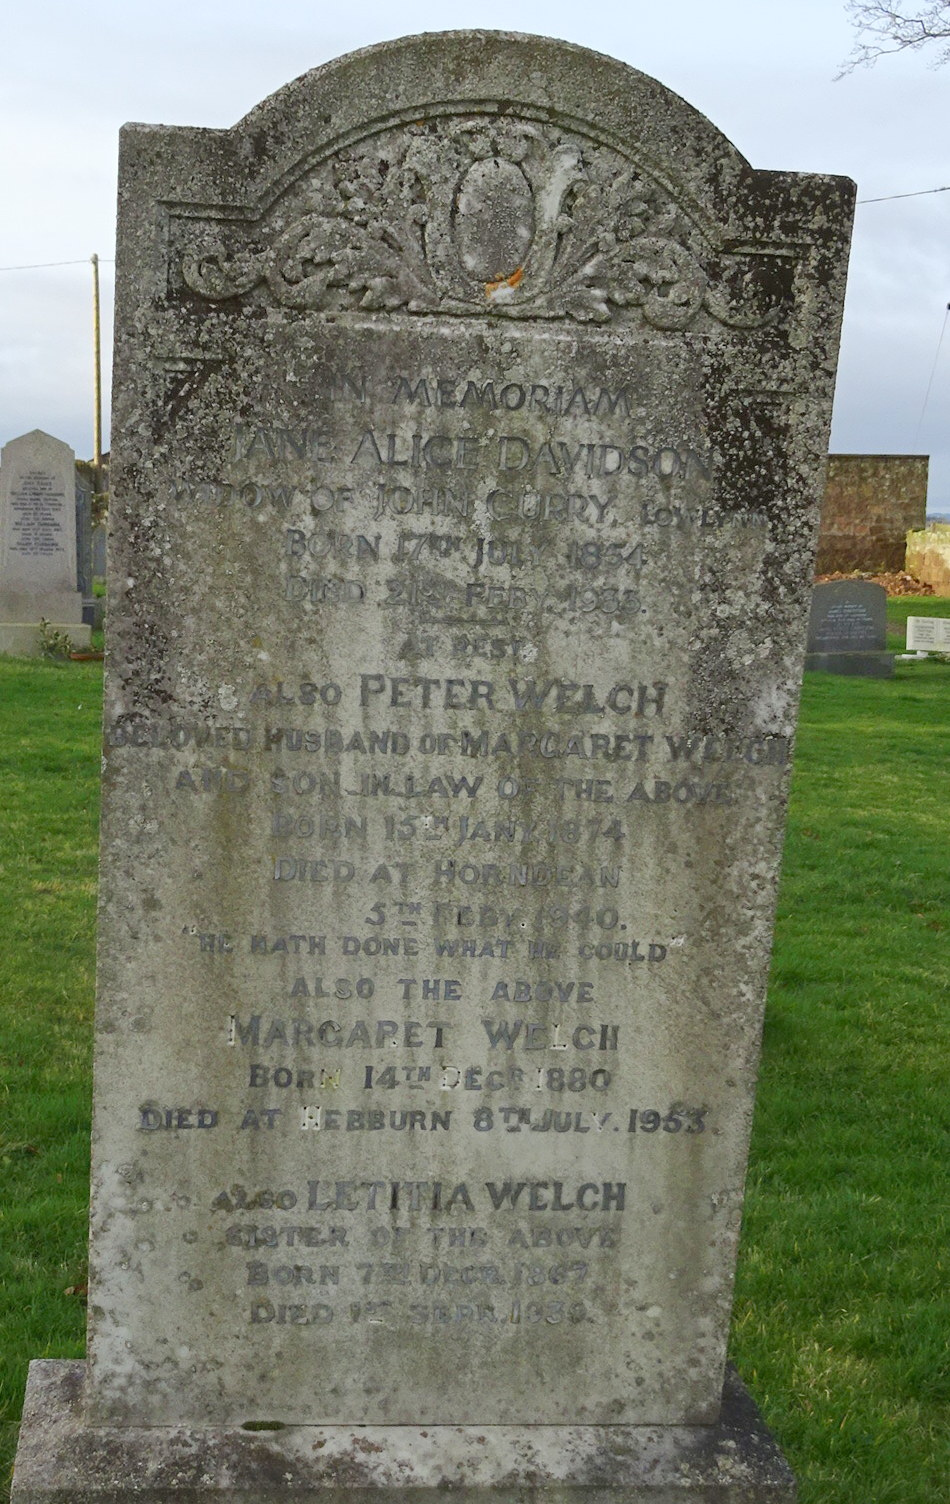 IN MEMORIAM
JANE ALICE DAVIDSON
WIDOW OF JOHN CURRY, LOWLYNN
BORN 17TH JULY 1854
DIED 21ST FEBY 1935.
AT REST.
ALSO PETER WELCH
BELOVED HUSBAND OF MARGARET WELCH
AND SON IN LAW OF THE ABOVE
BORN 15TH JANY. 1874
DIED AT HORNDEAN
5TH FEBY. 1940.
"HE HATH DONE WHAT HE COULD"
ALSO THE ABOVE
MARGARET WELCH
BORN 14TH DECR 1880
DIED AT HEBBURN 8TH JULY. 1953.
ALSO LETITIA WELCH
SISTER OF THE ABOVE
BORN 7TH DECR. 1867.
DIED 1ST SEPR.